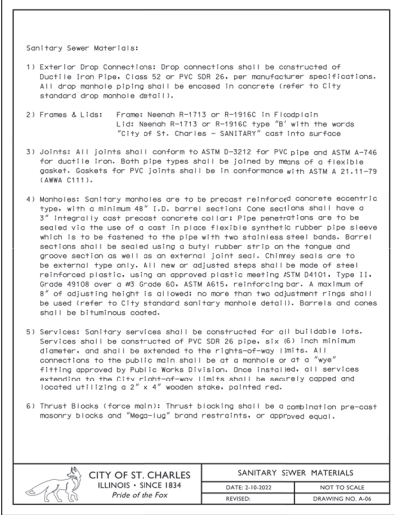 Sanitary Sewer Materials:
1) Exterior Drop Connections: Drop connections shall be constructed of
Ductile Iron Pipe, Class 52 or PVC SDR 26, per manufacturer specifications.
All drop manhole piping shall be encased in concrete (refer to City
standard drop manhole detail).
2) Frames & Lids: Frame: Neenah R-1713 or R-1916C in Floodplain
Lid: Neenah R-1713 or R-1916C type "B' with the words
"City of St. Charles - SANITARY" cast into surface
3) Joints: All joints shall conform to ASTM D-3212 for PVC pipe and ASTM A-746
for ductile iron. Both pipe types shall be joined by means of a flexible
gasket. Gaskets for PVC joints shall be in conformance with ASTM A 21.11-79
(AWWA C111).
4) Manholes: Sanitary manholes are to be precast reinforced concrete eccentric
type, with a minimum 48" I.D. barrel section; Cone sections shall have a
3" integrally cast precast concrete collar; Pipe penetrations are to be
sealed via the use of a cast in place flexible synthetic rubber pipe sleeve
which is to be fastened to the pipe with two stainless steel bands. Barrel
sections shall be sealed using a butyl rubber strip on the tongue and
groove section as well as an external joint seal. Chimney seals are to
be external type only. All new or adjusted steps shall be made of steel
reinforced plastic, using an approved plastic meeting ASTM D4101, Type II,
Grade 49108 over a #3 Grade 60, ASTM A615, reinforcing bar. A maximum of
8" of adjusting height is allowed; no more than two adjustment rings shall
be used (refer to City standard sanitary manhole detail). Barrels and cones
shall be bituminous coated.
5) Services: Sanitary services shall be constructed for all buildable lots.
Services shall be constructed of PVC SDR 26 pipe, six (6) inch minimum
diameter, and shall be extended to the rights-of-way limits. All
connections to the public main shall be at a manhole or at a "wye"
fitting approved by Public Works Division. Once installed, all services
extending to the City right-of-way limits shall be securely capped and
located utilizing a 2" x 4" wooden stake, painted red.
6) Thrust Blocks (force main): Thrust blocking shall be a combination pre-cast
masonry blocks and "Mega-lug" brand restraints, or approved equal.
CITY OF ST. CHARLES
ILLINOIS • SINCE 1834
Pride of the Fox
SANITARY SEWER MATERIALS
DATE: 2-10-2022 NOT TO SCALE
REVISED: DRAWING NO. A-06